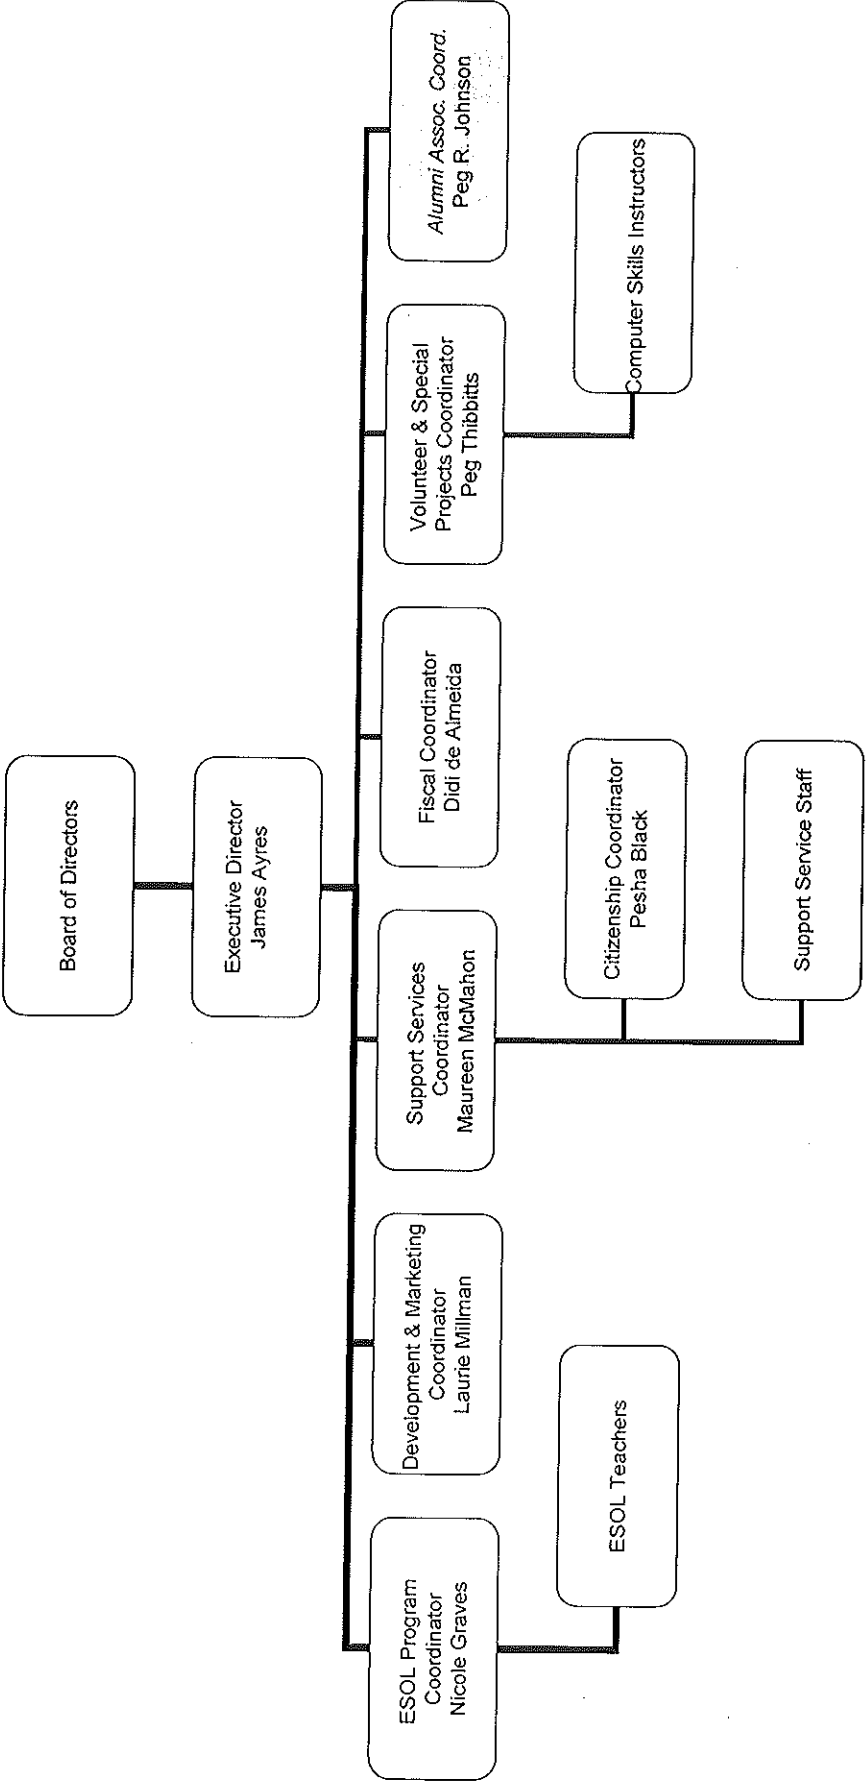 Board of Directors
Executive Director
James Ayres
ESOL Program
Coordinator
Nicole Graves
Development & Marketing
Coordinator
Laurie Millman
Support Services
Coordinator
Maureen McMahon
Fiscal Coordinator
Didi de Almeida
Volunteer & Special
Projects Coordinator
Peg Thibbitts
Alumni Assoc. Coord.
Peg R. Johnson
ESOL Teachers
Citizenship Coordinator
Pesha Black
Computer Skills Instructors
Support Service Staff